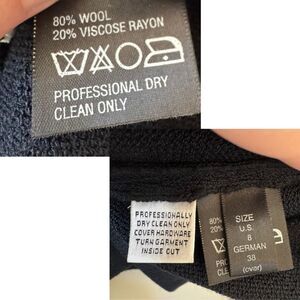 80% WOOL
20% VISCOSE RAYON
PROFESSIONAL DRY
CLEAN ONLY
PROFESSIONALLY
DRY CLEAN ONLY
COVER HARDWARE
TURN GARMENT
INSIDE OUT
80%
20%
SIZE
U.S.
8
GERMAN
38
(over)